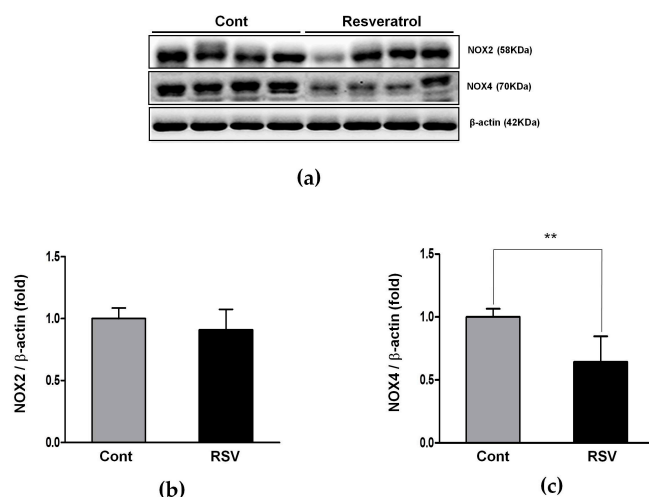 Cont Resveratrol
NOX2 (58KDa)
NOX4 (70KDa)
β-actin (42KDa)
(a)
NOX2 / β-actin (fold)
1.5
1.0
0.5
0.0
Cont RSV
(b)
NOX4 / β-actin (fold)
1.5
1.0
0.5
0.0
**
Cont RSV
(c)